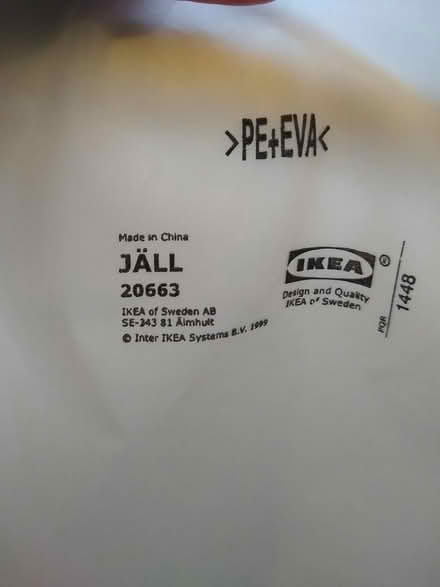 >PE+EVA<
Made in China
JÄLL
20663
IKEA of Sweden AB
SE-343 81 Älmhult
© Inter IKEA Systems B.V. 1999
IKEA®
Design and Quality
IKEA of Sweden
PQR
1448